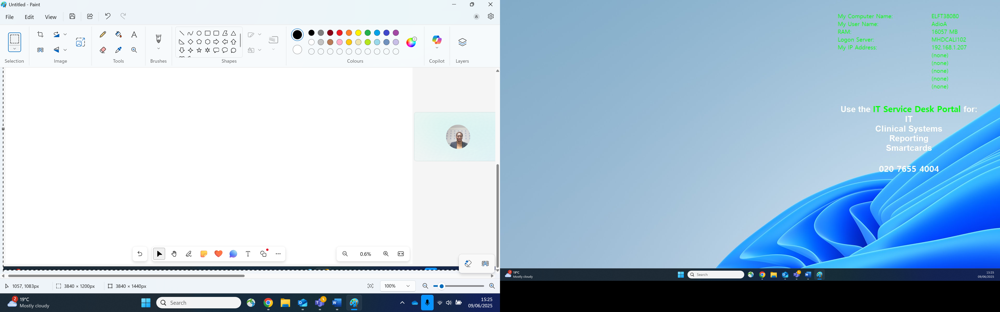 Untitled - Paint
File Edit View
Selection
Image
Tools
Brushes
Shapes
Colours
Copilot
Layers
0.6%
1057, 1083px
3840 × 1200px
3840 × 1440px
100%
2
19°C
Mostly cloudy
Search
15:25
09/06/2025
My Computer Name: ELFT38080
My User Name: AdioA
RAM: 16057 MB
Logon Server: MHDCALI102
My IP Address: 192.168.1.207
(none)
(none)
(none)
(none)
(none)
Use the IT Service Desk Portal for:
IT
Clinical Systems
Reporting
Smartcards
020 7655 4004
2
19°C
Mostly cloudy
Search
15:25
09/06/2025